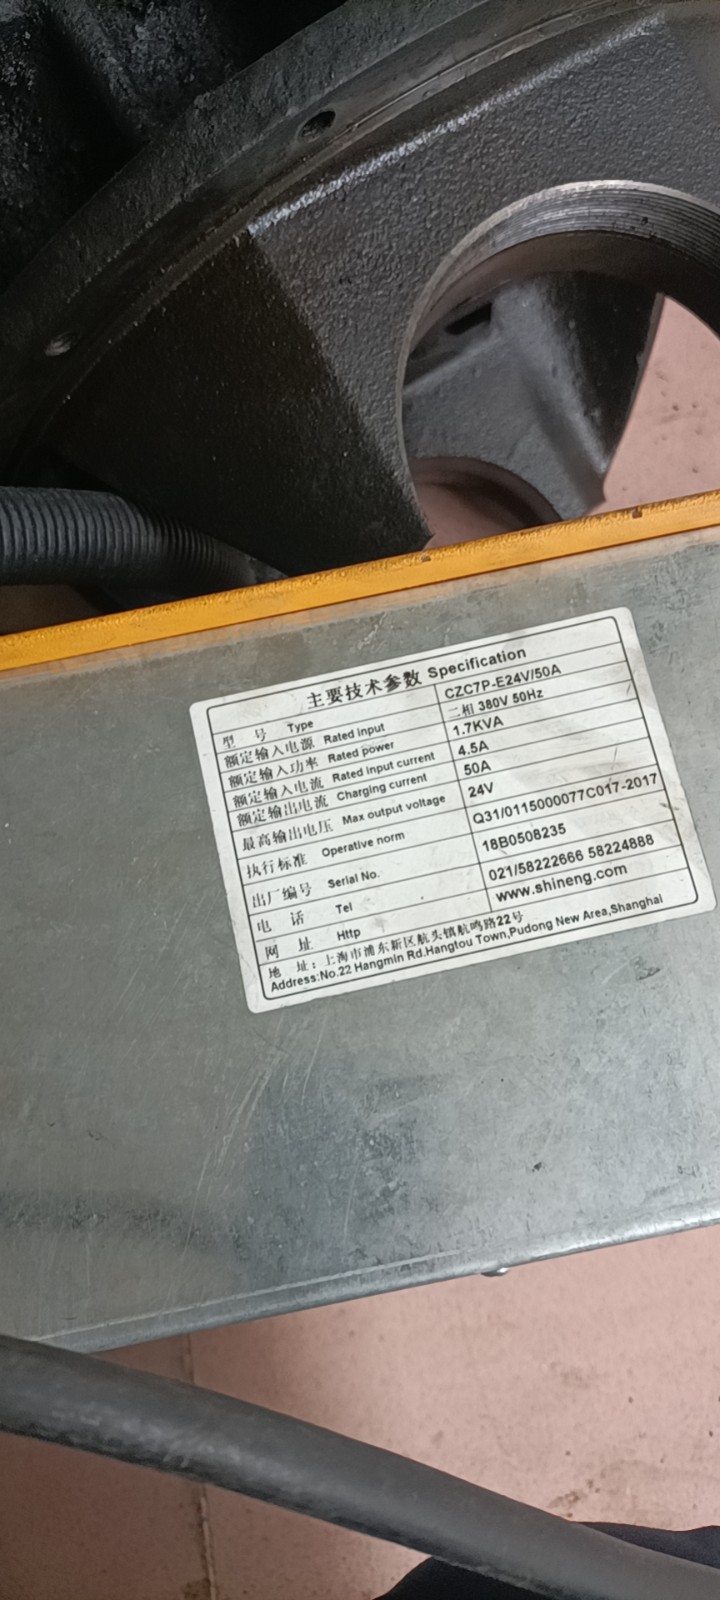 主要技术参数 Specification
型 号 Type CZC7P-E24V/50A
额定输入电源 Rated input 二相 380V 50Hz
额定输入功率 Rated power 1.7KVA
额定输入电流 Rated input current 4.5A
额定输出电流 Charging current 50A
最高输出电压 Max output voltage 24V
执行标准 Operative norm Q31/0115000077C017-2017
出厂编号 Serial No. 18B0508235
电 话 Tel 021/58222666 58224888
网 址 Http www.shineng.com
地 址：上海市浦东新区航头镇航鸣路22号
Address:No.22 Hangmin Rd.Hangtou Town,Pudong New Area,Shanghai